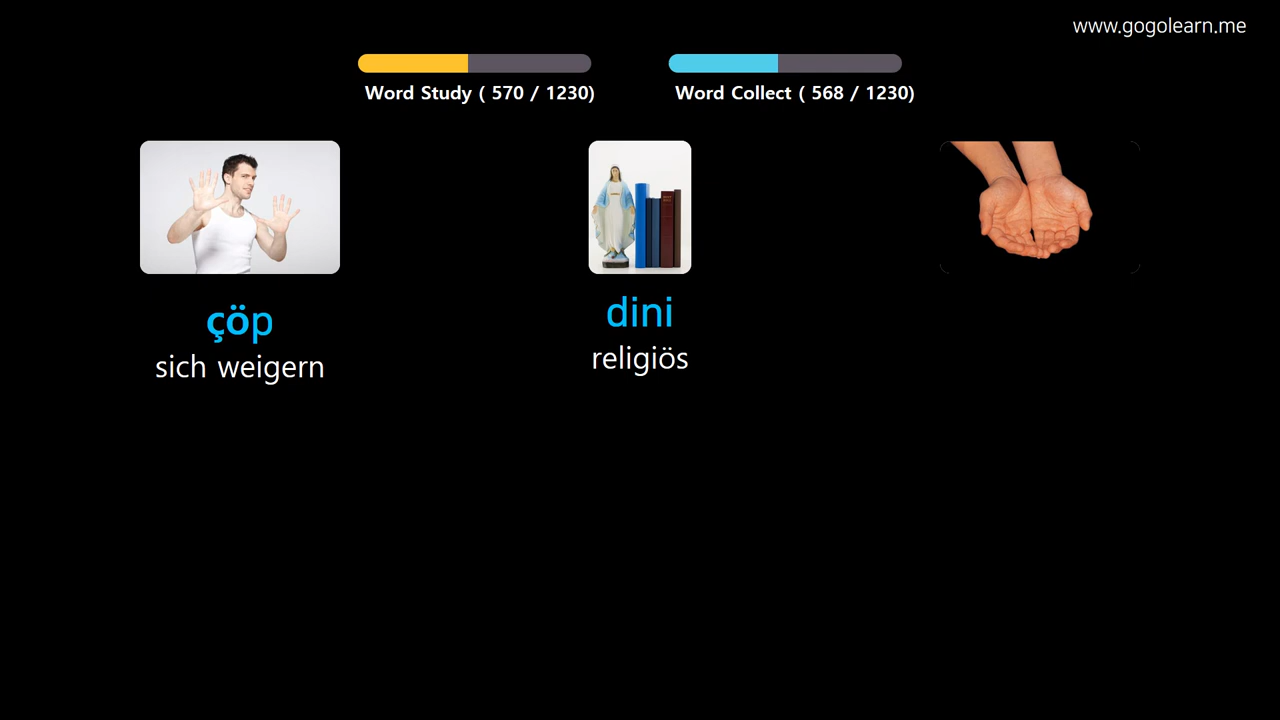 www.gogolearn.me
Word Study ( 570 / 1230)
Word Collect ( 568 / 1230)
çöp
sich weigern
dini
religiös